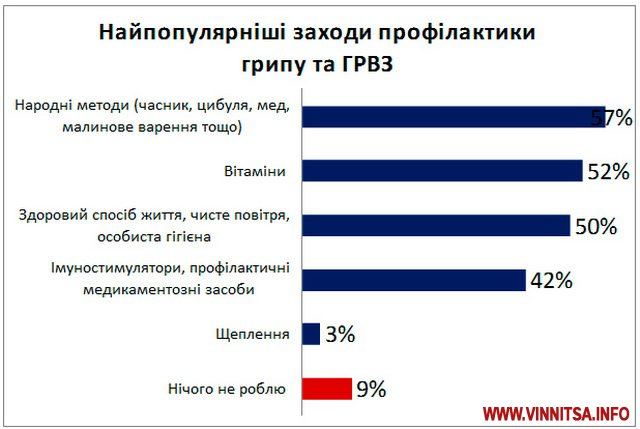 Найпопулярніші заходи профілактики
грипу та ГРВЗ
Народні методи (часник, цибуля, мед,
малинове варення тощо)
57%
Вітаміни
52%
Здоровий спосіб життя, чисте повітря,
особиста гігієна
50%
Імуностимулятори, профілактичні
медикаментозні засоби
42%
Щеплення
3%
Нічого не роблю
9%
WWW.VINNITSA.INFO